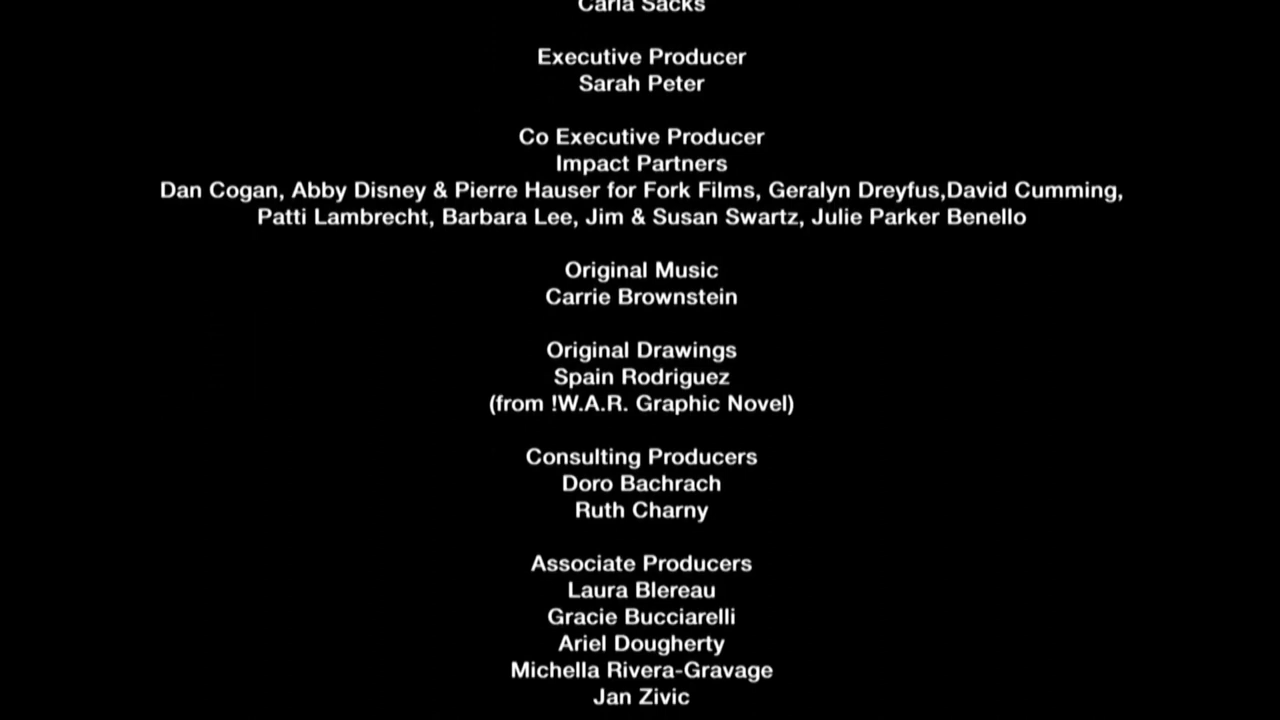 Carla Sacks
Executive Producer
Sarah Peter
Co Executive Producer
Impact Partners
Dan Cogan, Abby Disney & Pierre Hauser for Fork Films, Geralyn Dreyfus,David Cumming,
Patti Lambrecht, Barbara Lee, Jim & Susan Swartz, Julie Parker Benello
Original Music
Carrie Brownstein
Original Drawings
Spain Rodriguez
(from !W.A.R. Graphic Novel)
Consulting Producers
Doro Bachrach
Ruth Charny
Associate Producers
Laura Blereau
Gracie Bucciarelli
Ariel Dougherty
Michella Rivera-Gravage
Jan Zivic